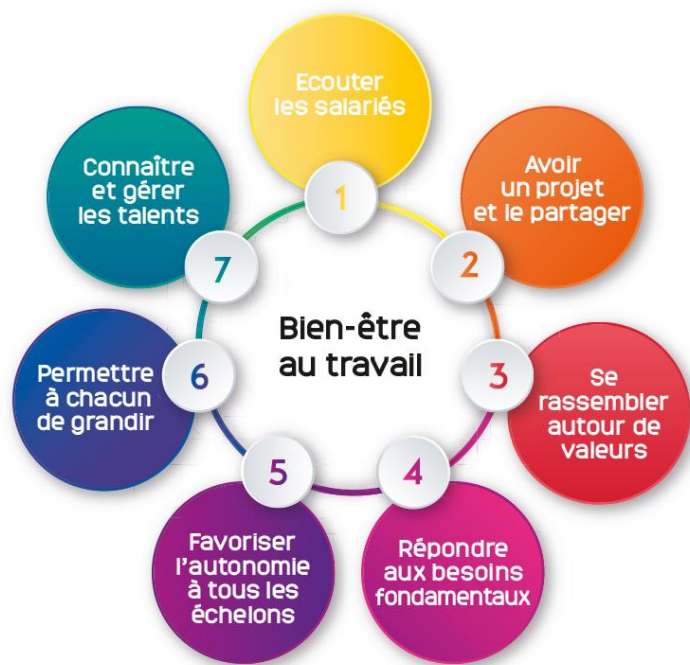 Ecouter
les salariés
1
Avoir
un projet
et le partager
2
Se
rassembler
autour de
valeurs
3
Répondre
aux besoins
fondamentaux
4
Favoriser
l'autonomie
à tous les
échelons
5
Permettre
à chacun
de grandir
6
Connaître
et gérer
les talents
7
Bien-être
au travail